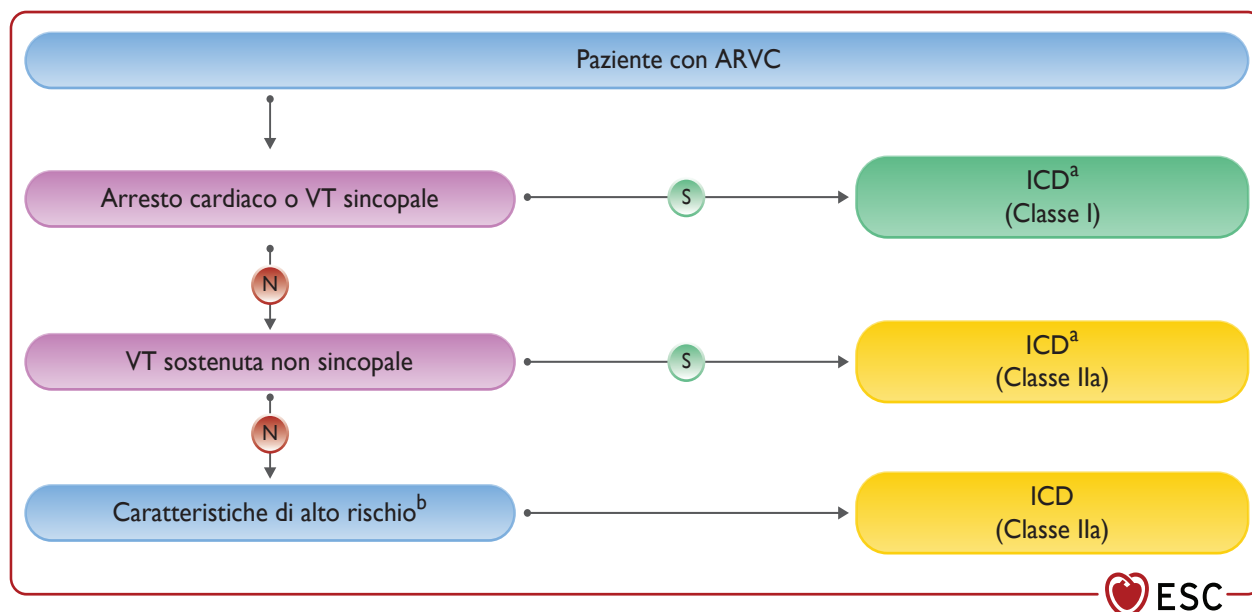 Paziente con ARVC
Arresto cardiaco o VT sincopale
S
ICDa
(Classe I)
N
VT sostenuta non sincopale
S
ICDa
(Classe IIa)
N
Caratteristiche di alto rischiob
ICD
(Classe IIa)
ESC